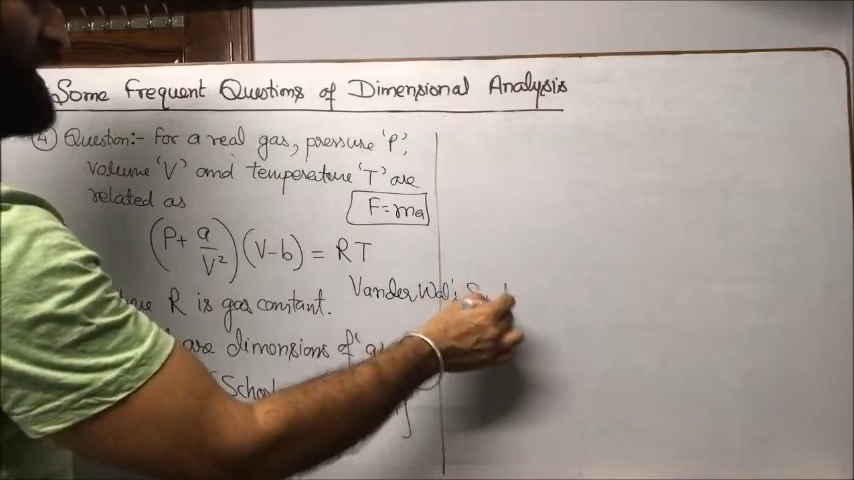 Some Frequent Questions of Dimensional Analysis
(4) Question:- For a real gas, pressure 'P',
volume 'V' and temperature 'T' are
related as
F=ma
(P+ a/V²)(V-b) = RT
Vander Wal's
R is gas constant.
are dimensions of 'a'